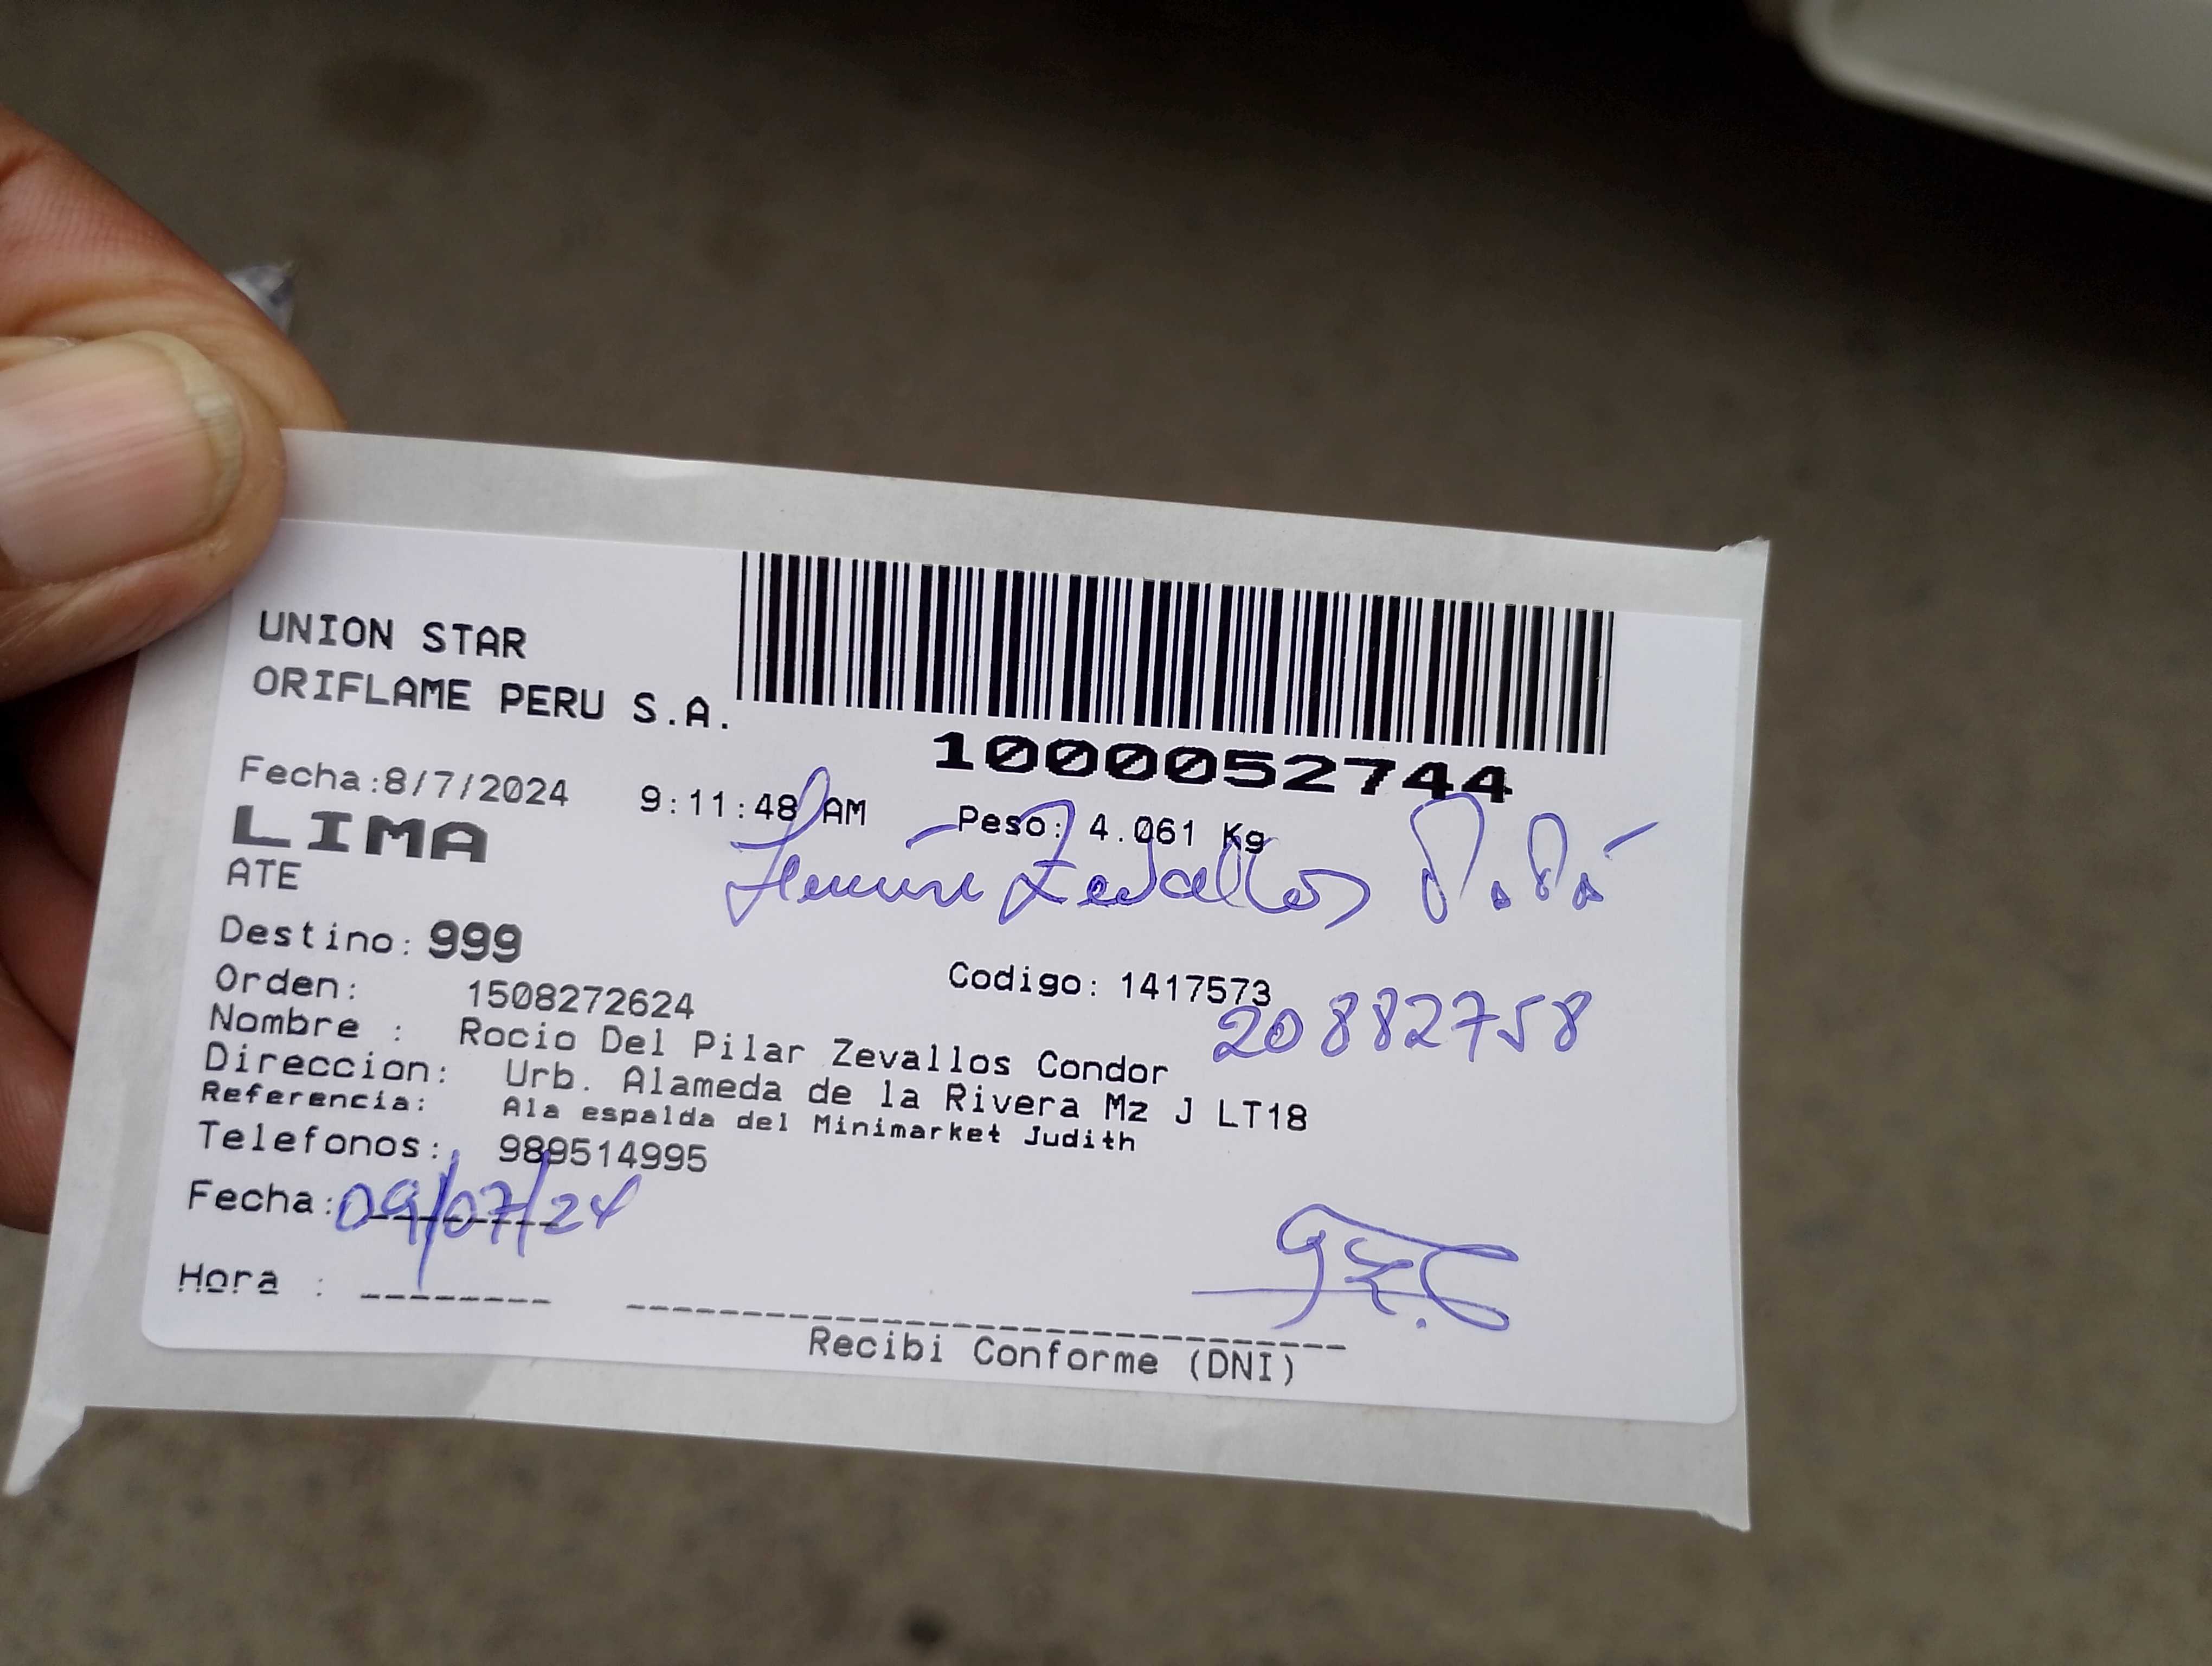 UNION STAR
ORIFLAME PERU S.A.
1000052744
Fecha:8/7/2024 9:11:48 AM Peso: 4.061 Kg
LIMA
Zevallos
ATE
Destino: 999
Orden: 1508272624 Codigo: 1417573
20882758
Nombre : Rocio Del Pilar Zevallos Condor
Direccion: Urb. Alameda de la Rivera Mz J LT18
Referencia: Ala espalda del Minimarket Judith
Telefonos: 989514995
Fecha: 09/07/24
Hora :
Recibi Conforme (DNI)